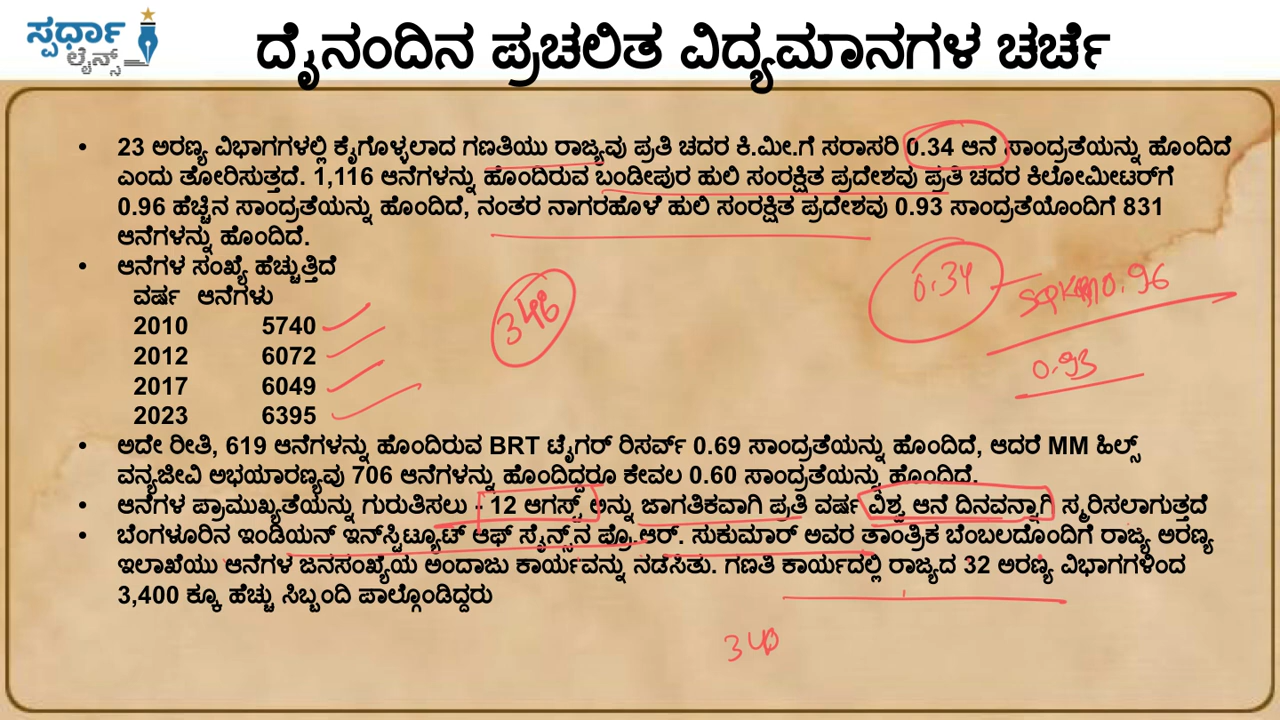 ಸ್ಪರ್ಧಾ
ಲೈನ್ಸ್
ದೈನಂದಿನ ಪ್ರಚಲಿತ ವಿದ್ಯಮಾನಗಳ ಚರ್ಚೆ
• 23 ಅರಣ್ಯ ವಿಭಾಗಗಳಲ್ಲಿ ಕೈಗೊಳ್ಳಲಾದ ಗಣತಿಯು ರಾಜ್ಯವು ಪ್ರತಿ ಚದರ ಕಿ.ಮೀ.ಗೆ ಸರಾಸರಿ 0.34 ಆನೆ ಸಾಂದ್ರತೆಯನ್ನು ಹೊಂದಿದೆ
ಎಂದು ತೋರಿಸುತ್ತದೆ. 1,116 ಆನೆಗಳನ್ನು ಹೊಂದಿರುವ ಬಂಡೀಪುರ ಹುಲಿ ಸಂರಕ್ಷಿತ ಪ್ರದೇಶವು ಪ್ರತಿ ಚದರ ಕಿಲೋಮೀಟರ್‌ಗೆ
0.96 ಹೆಚ್ಚಿನ ಸಾಂದ್ರತೆಯನ್ನು ಹೊಂದಿದೆ, ನಂತರ ನಾಗರಹೊಳೆ ಹುಲಿ ಸಂರಕ್ಷಿತ ಪ್ರದೇಶವು 0.93 ಸಾಂದ್ರತೆಯೊಂದಿಗೆ 831
ಆನೆಗಳನ್ನು ಹೊಂದಿದೆ.
• ಆನೆಗಳ ಸಂಖ್ಯೆ ಹೆಚ್ಚುತ್ತಿದೆ
ವರ್ಷ ಆನೆಗಳು
2010 5740
2012 6072
2017 6049
2023 6395
346
0.34
0.96
0.93
• ಅದೇ ರೀತಿ, 619 ಆನೆಗಳನ್ನು ಹೊಂದಿರುವ BRT ಟೈಗರ್ ರಿಸರ್ವ್ 0.69 ಸಾಂದ್ರತೆಯನ್ನು ಹೊಂದಿದೆ, ಆದರೆ MM ಹಿಲ್ಸ್
ವನ್ಯಜೀವಿ ಅಭಯಾರಣ್ಯವು 706 ಆನೆಗಳನ್ನು ಹೊಂದಿದ್ದರೂ ಕೇವಲ 0.60 ಸಾಂದ್ರತೆಯನ್ನು ಹೊಂದಿದೆ.
• ಆನೆಗಳ ಪ್ರಾಮುಖ್ಯತೆಯನ್ನು ಗುರುತಿಸಲು - 12 ಆಗಸ್ಟ್ ಅನ್ನು ಜಾಗತಿಕವಾಗಿ ಪ್ರತಿ ವರ್ಷ ವಿಶ್ವ ಆನೆ ದಿನವನ್ನಾಗಿ ಸ್ಮರಿಸಲಾಗುತ್ತದೆ
• ಬೆಂಗಳೂರಿನ ಇಂಡಿಯನ್ ಇನ್‌ಸ್ಟಿಟ್ಯೂಟ್ ಆಫ್ ಸೈನ್ಸ್‌ನ ಪ್ರೊ.ಆರ್. ಸುಕುಮಾರ್ ಅವರ ತಾಂತ್ರಿಕ ಬೆಂಬಲದೊಂದಿಗೆ ರಾಜ್ಯ ಅರಣ್ಯ
ಇಲಾಖೆಯು ಆನೆಗಳ ಜನಸಂಖ್ಯೆಯ ಅಂದಾಜು ಕಾರ್ಯವನ್ನು ನಡೆಸಿತು. ಗಣತಿ ಕಾರ್ಯದಲ್ಲಿ ರಾಜ್ಯದ 32 ಅರಣ್ಯ ವಿಭಾಗಗಳಿಂದ
3,400 ಕ್ಕೂ ಹೆಚ್ಚು ಸಿಬ್ಬಂದಿ ಪಾಲ್ಗೊಂಡಿದ್ದರು